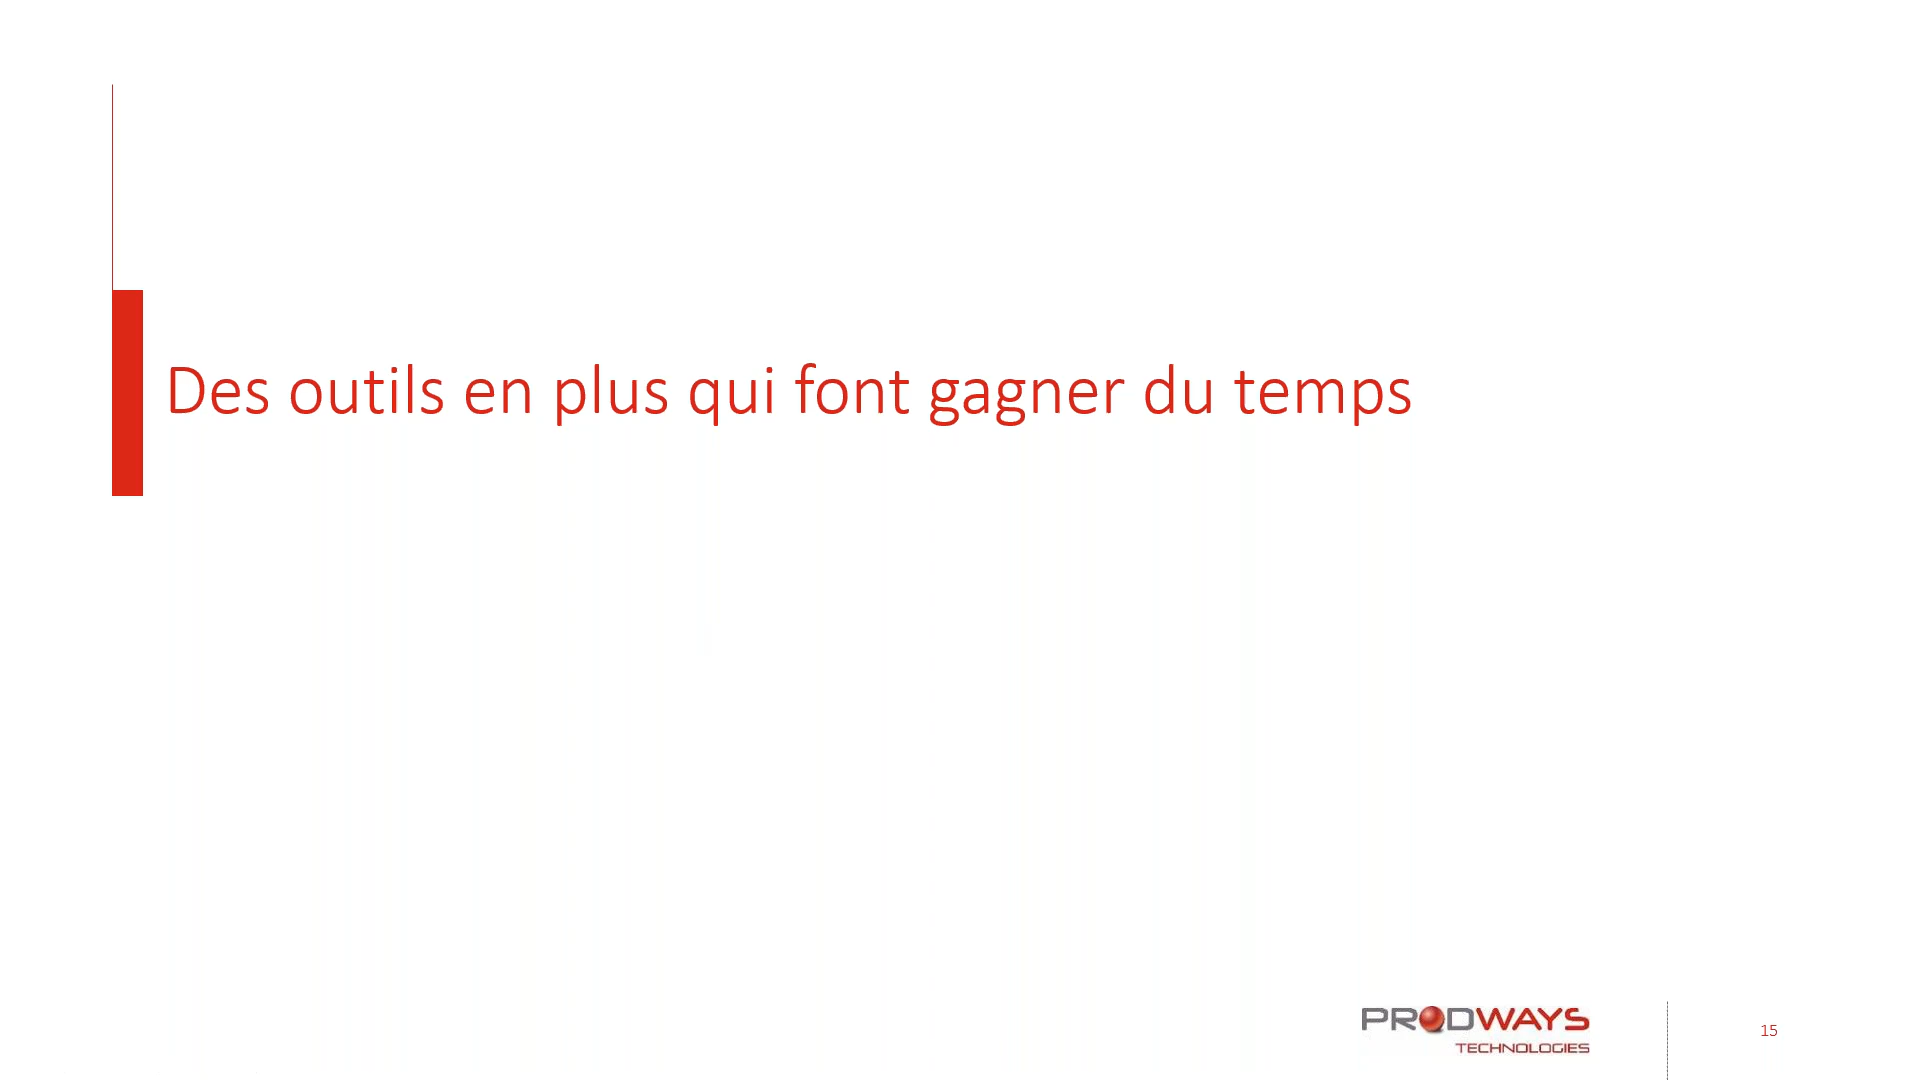 Des outils en plus qui font gagner du temps
PRODWAYS
TECHNOLOGIES
15